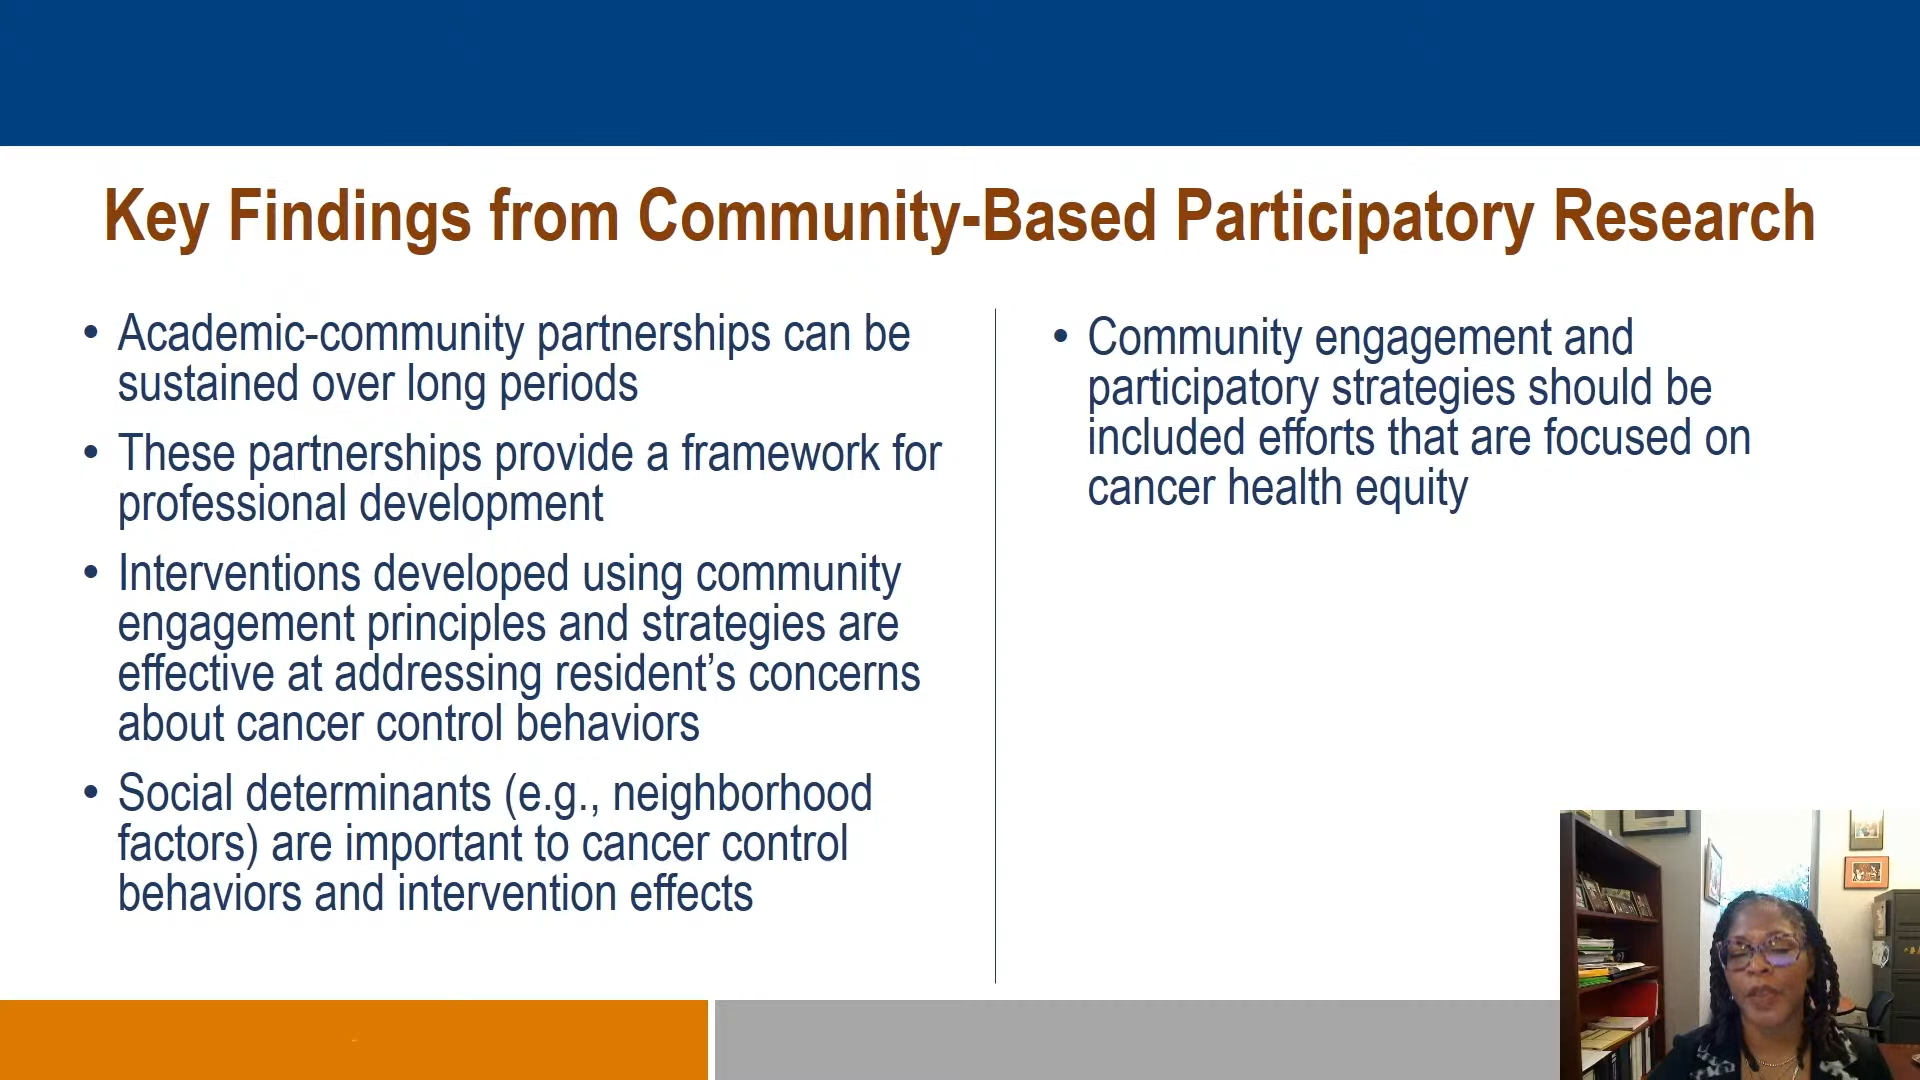 Key Findings from Community-Based Participatory Research
• Academic-community partnerships can be
sustained over long periods
• These partnerships provide a framework for
professional development
• Interventions developed using community
engagement principles and strategies are
effective at addressing resident’s concerns
about cancer control behaviors
• Social determinants (e.g., neighborhood
factors) are important to cancer control
behaviors and intervention effects
• Community engagement and
participatory strategies should be
included efforts that are focused on
cancer health equity